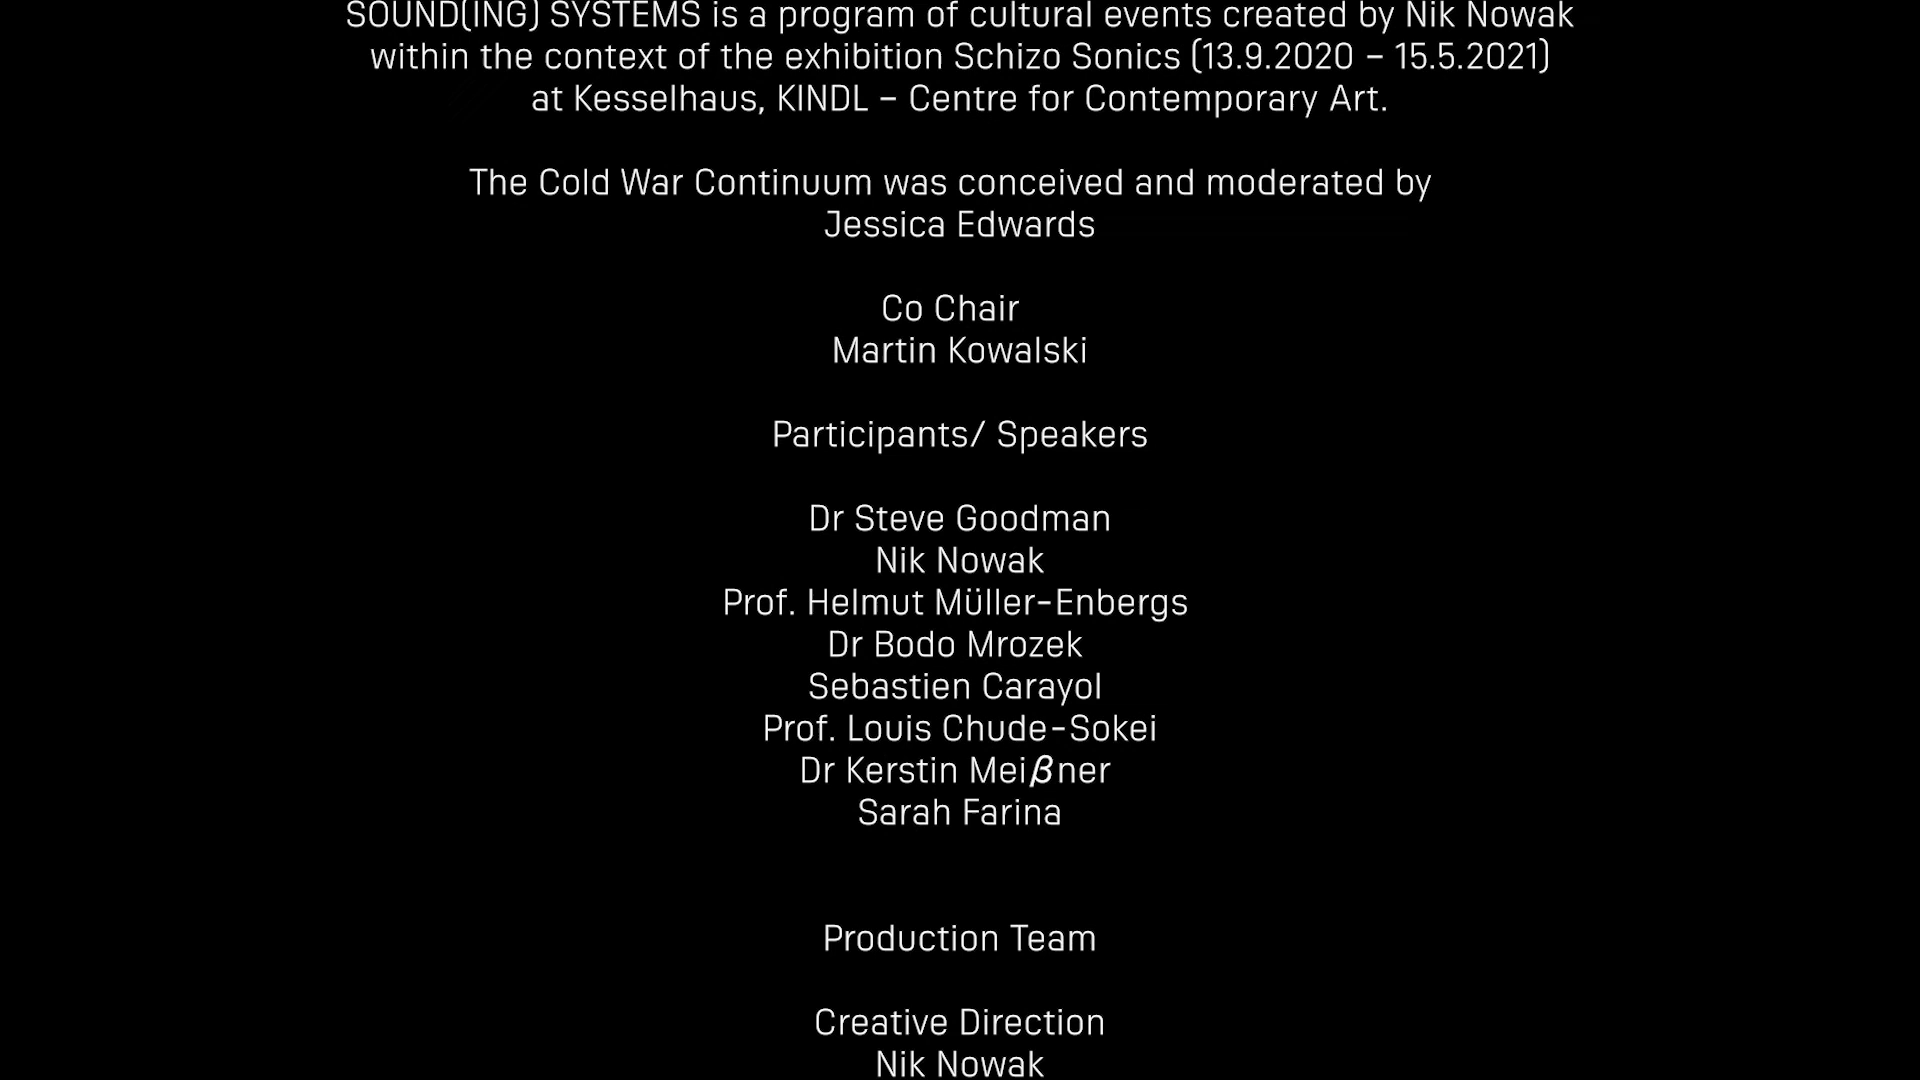 SOUND(ING) SYSTEMS is a program of cultural events created by Nik Nowak
within the context of the exhibition Schizo Sonics (13.9.2020 – 15.5.2021)
at Kesselhaus, KINDL – Centre for Contemporary Art.
The Cold War Continuum was conceived and moderated by
Jessica Edwards
Co Chair
Martin Kowalski
Participants/ Speakers
Dr Steve Goodman
Nik Nowak
Prof. Helmut Müller-Enbergs
Dr Bodo Mrozek
Sebastien Carayol
Prof. Louis Chude-Sokei
Dr Kerstin Meiβner
Sarah Farina
Production Team
Creative Direction
Nik Nowak